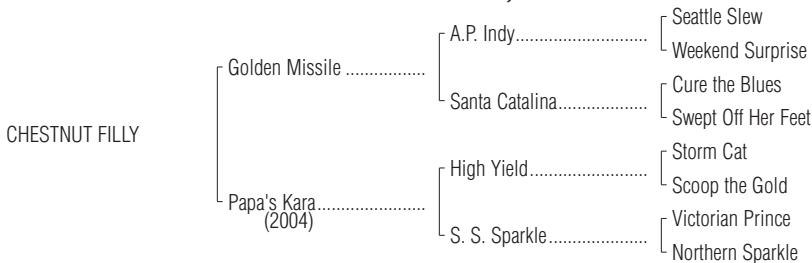 Seattle Slew
A.P. Indy
Weekend Surprise
Golden Missile
Cure the Blues
Santa Catalina
Swept Off Her Feet
CHESTNUT FILLY
Storm Cat
High Yield
Scoop the Gold
Papa's Kara
(2004)
Victorian Prince
S. S. Sparkle
Northern Sparkle